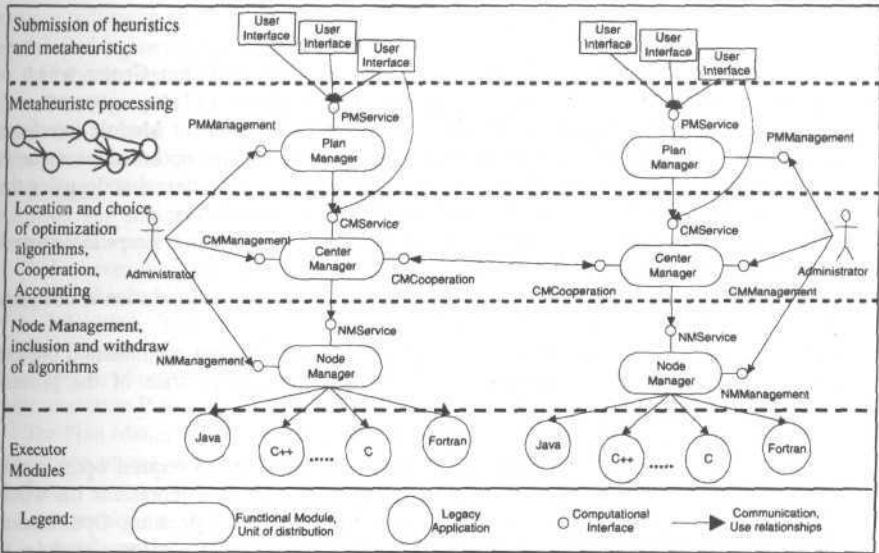 Submission of heuristics
and metaheuristics
User
Interface
User
Interface
User
Interface
User
Interface
User
Interface
User
Interface
Metaheuristc processing
PMManagement
PMService
Plan
Manager
PMService
PMManagement
Plan
Manager
Location and choice
of optimization
algorithms,
Cooperation,
Accounting
Administrator
CMService
CMManagement
Center
Manager
CMCooperation
CMService
CMCooperation
Center
Manager
CMManagement
Administrator
Node Management,
inclusion and withdraw
of algorithms
NMService
NMManagement
Node
Manager
NMService
Node
Manager
NMManagement
Executor
Modules
Java
C++
.....
C
Fortran
Java
C++
.....
C
Fortran
Legend:
Functional Module,
Unit of distribution
Legacy
Application
Computational
Interface
Communication,
Use relationships